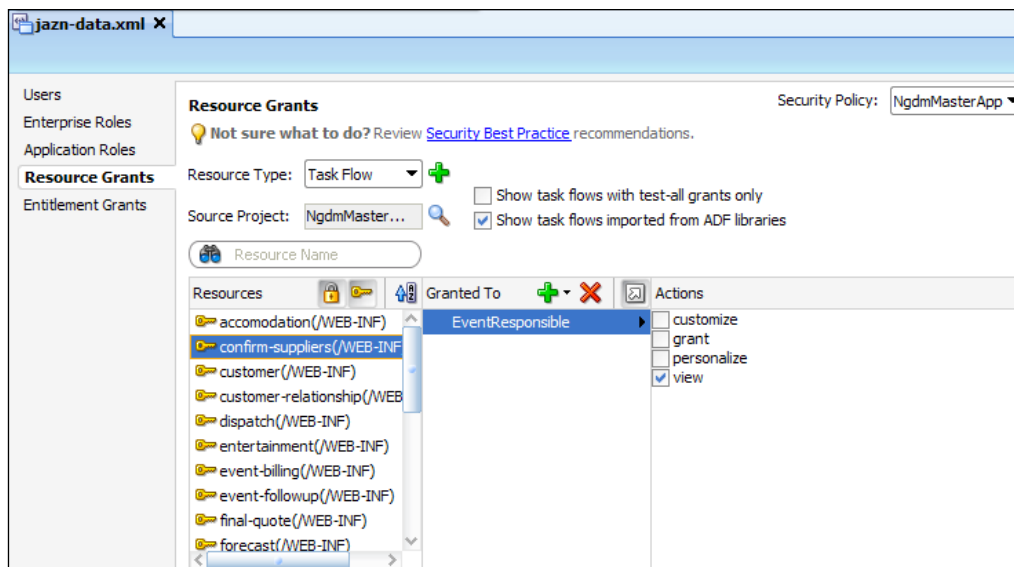 jazn-data.xml
Users
Enterprise Roles
Application Roles
Resource Grants
Entitlement Grants
Resource Grants
Security Policy: NgdmMasterApp
Not sure what to do? Review Security Best Practice recommendations.
Resource Type: Task Flow
Show task flows with test-all grants only
Source Project: NgdmMaster...
Show task flows imported from ADF libraries
Resource Name
Resources
Granted To
Actions
accomodation(/WEB-INF)
confirm-suppliers(/WEB-INF
customer(/WEB-INF)
customer-relationship(/WEB
dispatch(/WEB-INF)
entertainment(/WEB-INF)
event-billing(/WEB-INF)
event-followup(/WEB-INF)
final-quote(/WEB-INF)
forecast(/WEB-INF)
EventResponsible
customize
grant
personalize
view